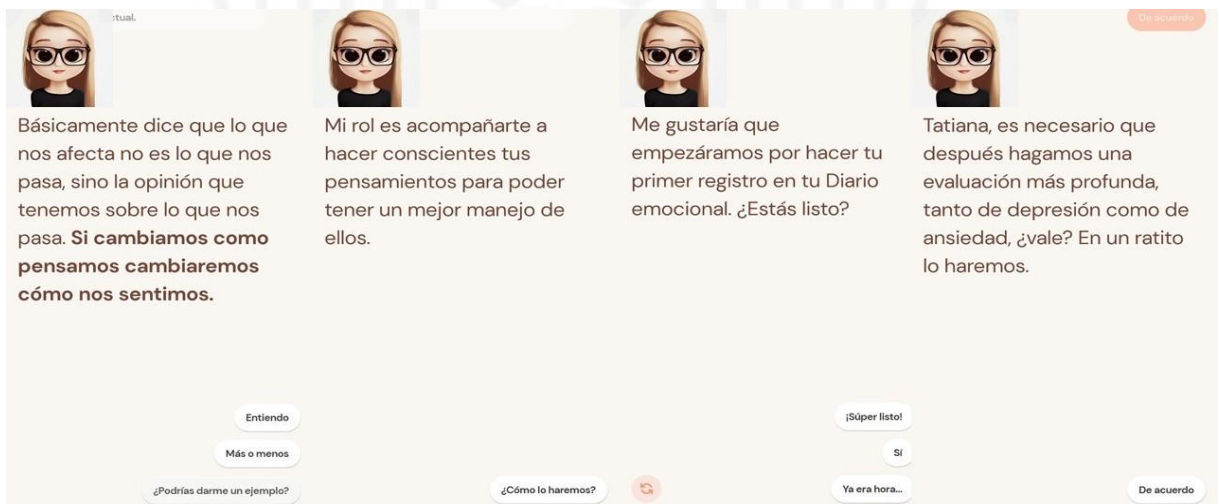 ctual.
Básicamente dice que lo que
nos afecta no es lo que nos
pasa, sino la opinión que
tenemos sobre lo que nos
pasa. Si cambiamos como
pensamos cambiaremos
cómo nos sentimos.
Entiendo
Más o menos
¿Podrías darme un ejemplo?
Mi rol es acompañarte a
hacer conscientes tus
pensamientos para poder
tener un mejor manejo de
ellos.
¿Cómo lo haremos?
Me gustaría que
empezáramos por hacer tu
primer registro en tu Diario
emocional. ¿Estás listo?
¡Súper listo!
Sí
Ya era hora...
De acuerdo
Tatiana, es necesario que
después hagamos una
evaluación más profunda,
tanto de depresión como de
ansiedad, ¿vale? En un ratito
lo haremos.
De acuerdo